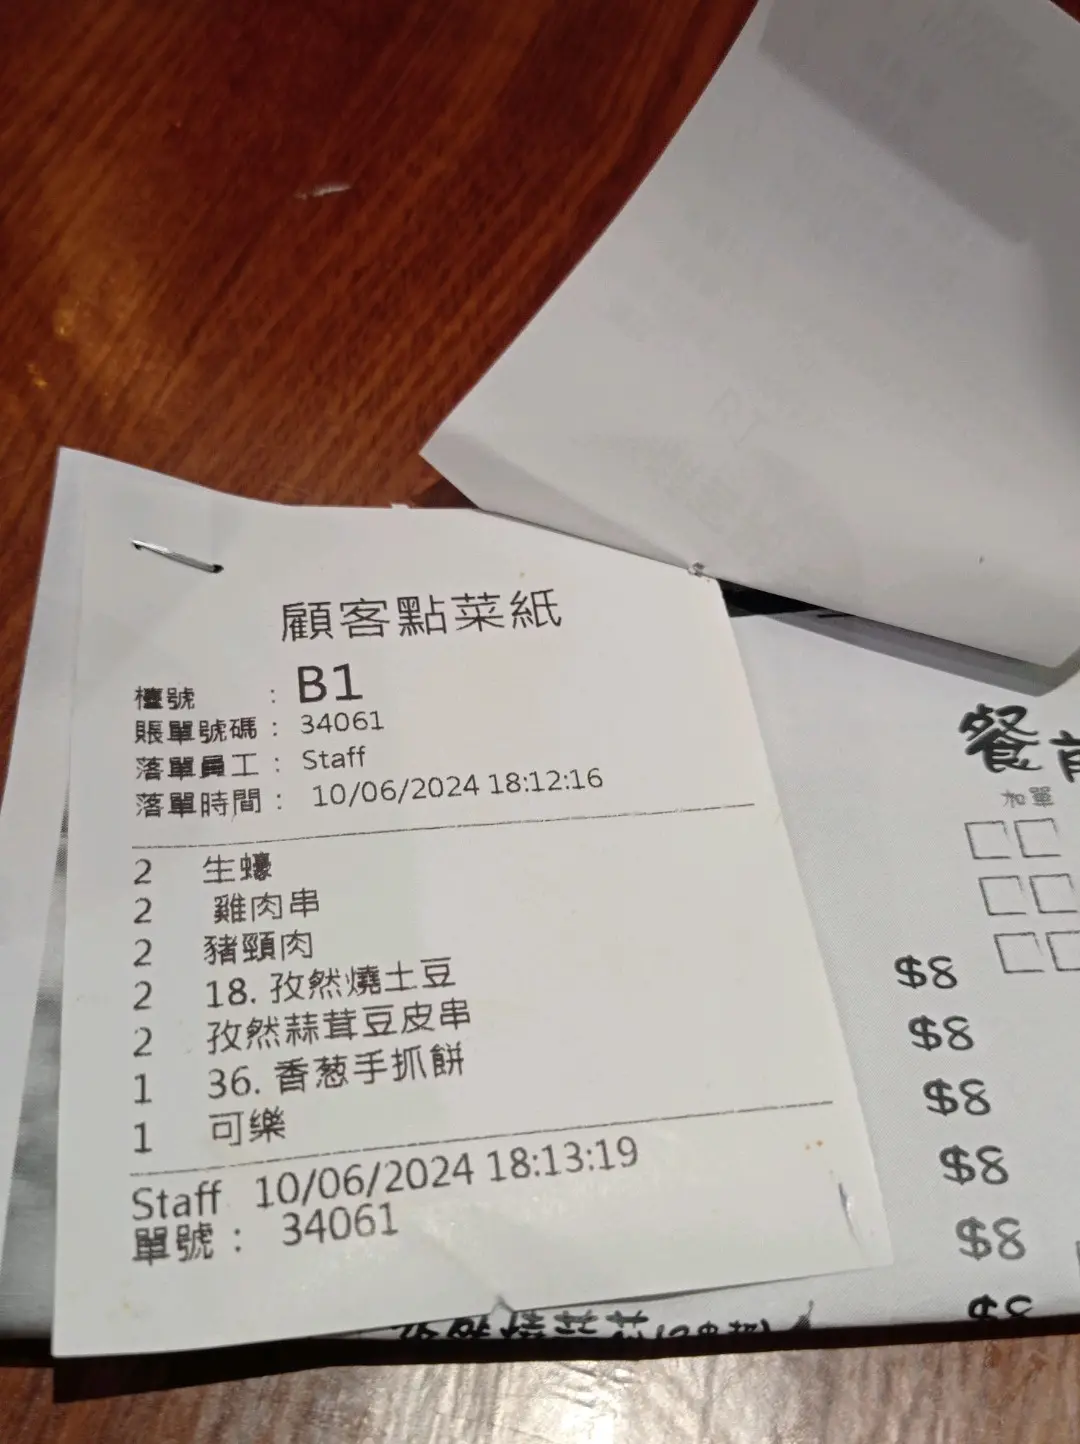 顧客點菜紙
檯號 : B1
賬單號碼 : 34061
落單員工 : Staff
落單時間 : 10/06/2024 18:12:16
2 生蠔
2 雞肉串
2 豬頸肉
2 18. 孜然燒土豆
2 孜然蒜茸豆皮串
1 36. 香葱手抓餅
1 可樂
Staff 10/06/2024 18:13:19
單號 : 34061
餐前
加單
$8
$8
$8
$8
$8
$8